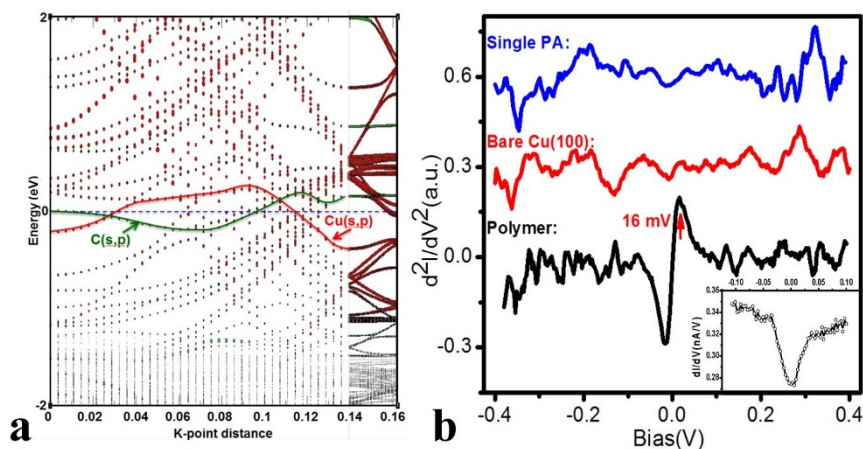 a
2
0
-2
Energy (eV)
C(s,p)
Cu(s,p)
0 0.02 0.04 0.06 0.08 0.1 0.12 0.14 0.16
K-point distance
b
Single PA:
Bare Cu(100):
Polymer:
16 mV
0.6
0.3
0.0
-0.3
d²I/dV²(a.u.)
-0.4 -0.2 0.0 0.2 0.4
Bias(V)
-0.10 -0.05 0.00 0.05 0.10
0.36
0.34
0.32
0.30
0.28
dI/dV(nA/V)